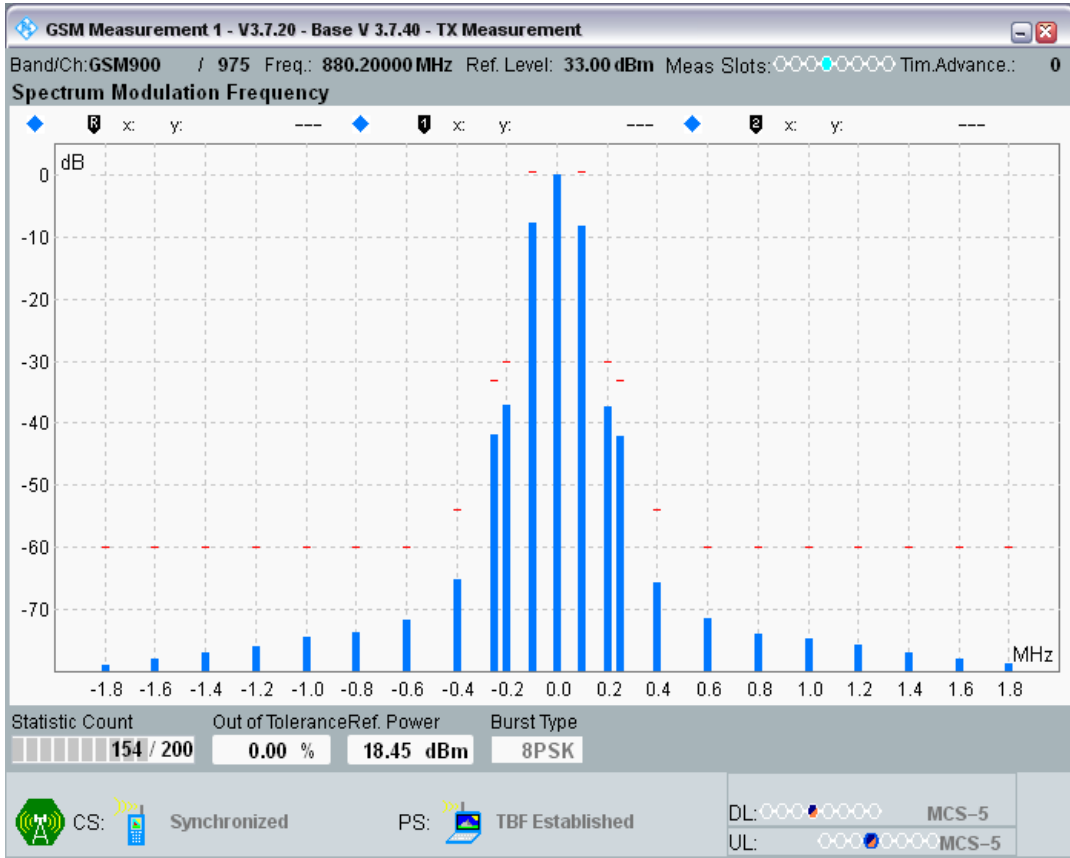 GSM Measurement 1 - V3.7.20 - Base V 3.7.40 - TX Measurement
Band/Ch:GSM900 / 975 Freq.: 880.20000 MHz Ref. Level: 33.00 dBm Meas Slots: Tim.Advance.: 0
Spectrum Modulation Frequency
R x: y: --- 1 x: y: --- 2 x: y: ---
dB
0
-10
-20
-30
-40
-50
-60
-70
MHz
-1.8 -1.6 -1.4 -1.2 -1.0 -0.8 -0.6 -0.4 -0.2 0.0 0.2 0.4 0.6 0.8 1.0 1.2 1.4 1.6 1.8
Statistic Count Out of Tolerance Ref. Power Burst Type
154 / 200 0.00 % 18.45 dBm 8PSK
CS: Synchronized PS: TBF Established
DL: MCS-5
UL: MCS-5